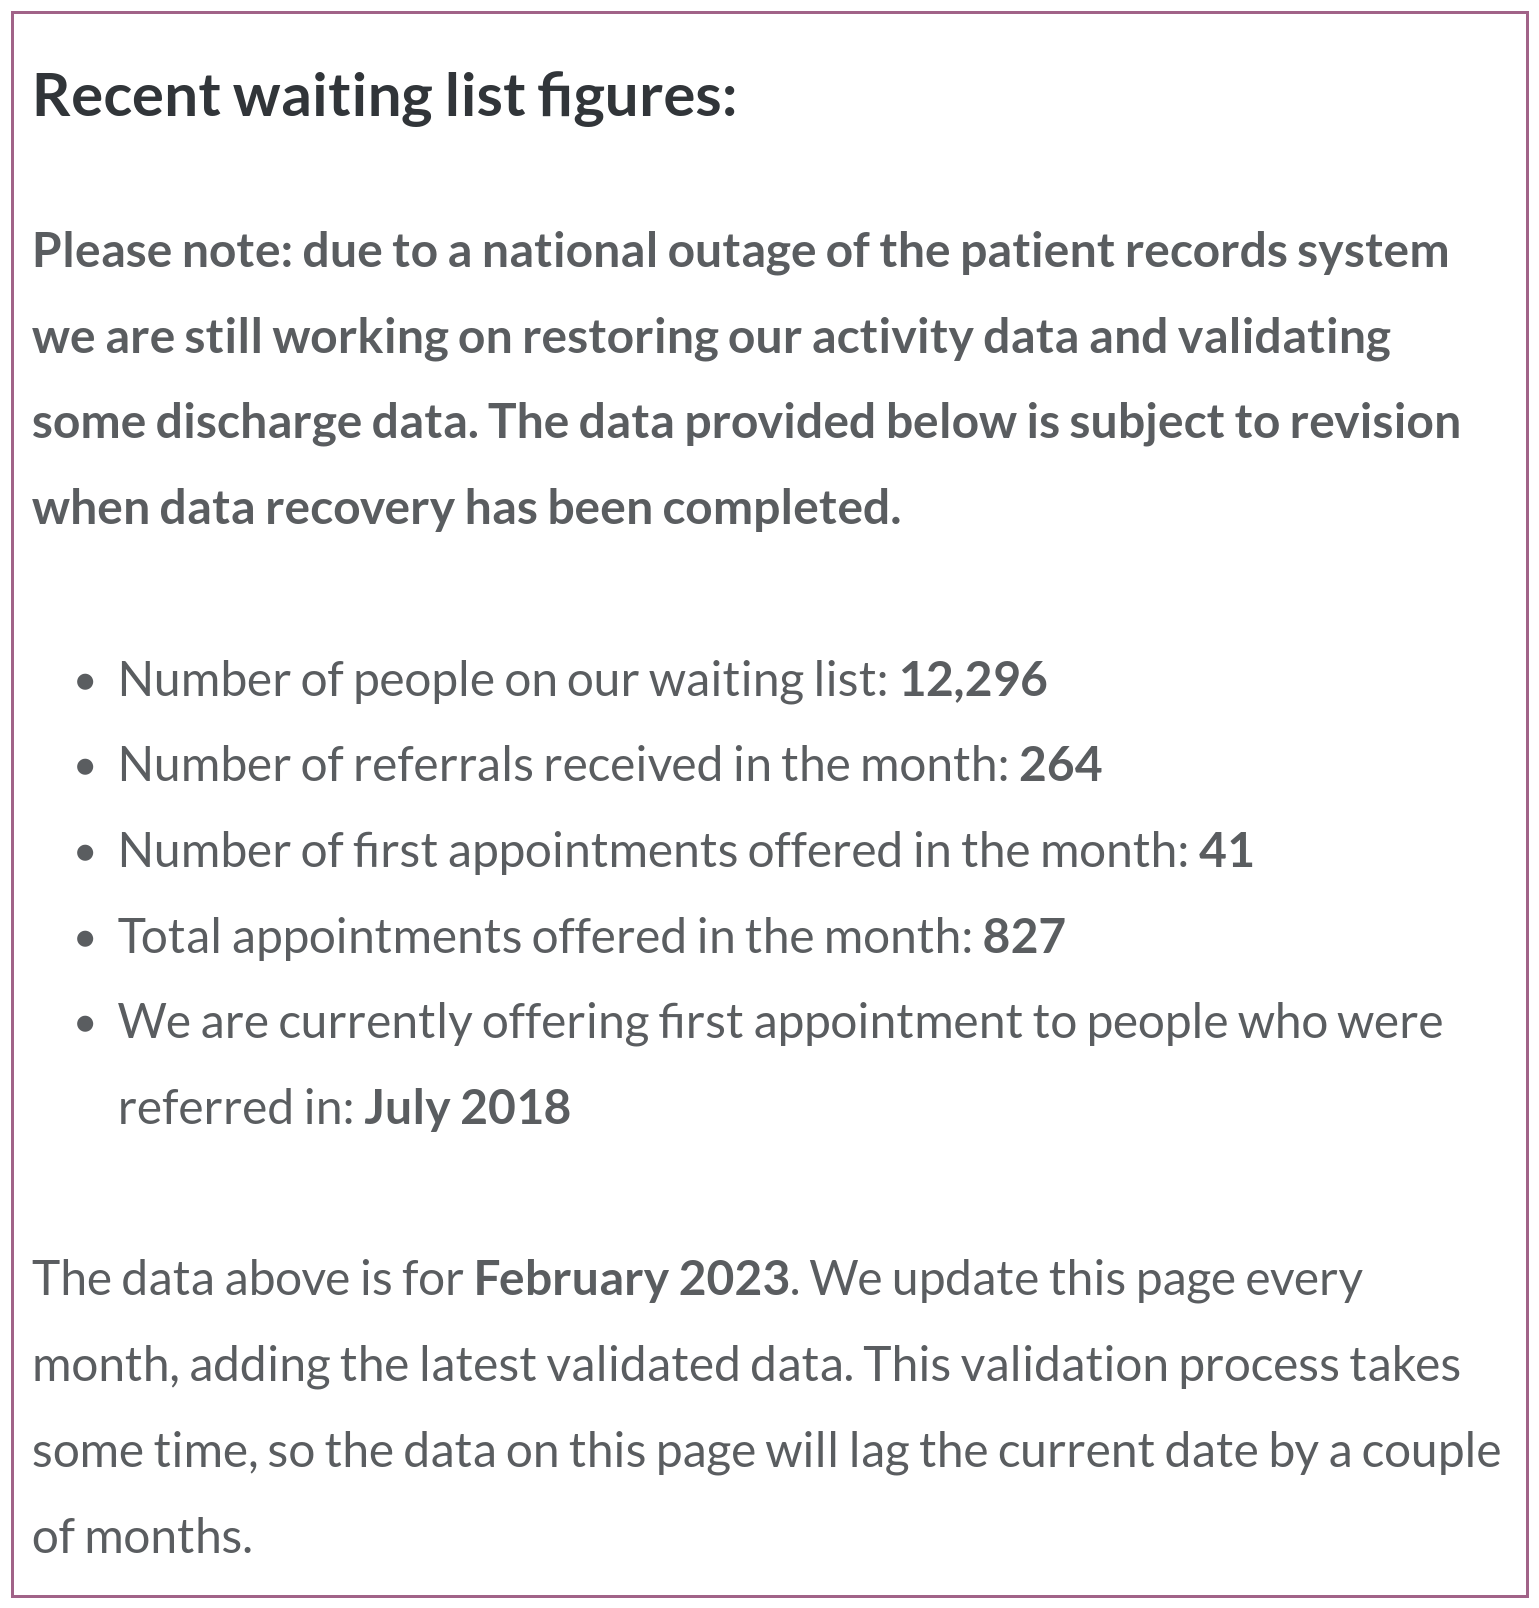 Recent waiting list figures:
Please note: due to a national outage of the patient records system
we are still working on restoring our activity data and validating
some discharge data. The data provided below is subject to revision
when data recovery has been completed.
• Number of people on our waiting list: 12,296
• Number of referrals received in the month: 264
• Number of first appointments offered in the month: 41
• Total appointments offered in the month: 827
• We are currently offering first appointment to people who were
referred in: July 2018
The data above is for February 2023. We update this page every
month, adding the latest validated data. This validation process takes
some time, so the data on this page will lag the current date by a couple
of months.